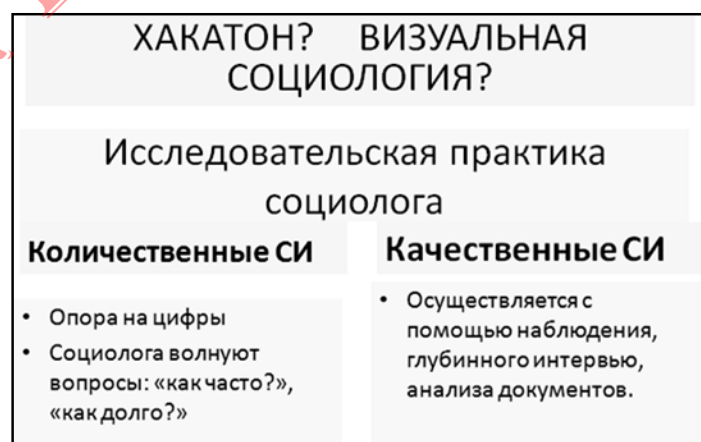 ХАКАТОН? ВИЗУАЛЬНАЯ
СОЦИОЛОГИЯ?
Исследовательская практика
социолога
Количественные СИ
• Опора на цифры
• Социолога волнуют
вопросы: «как часто?»,
«как долго?»
Качественные СИ
• Осуществляется с
помощью наблюдения,
глубинного интервью,
анализа документов.